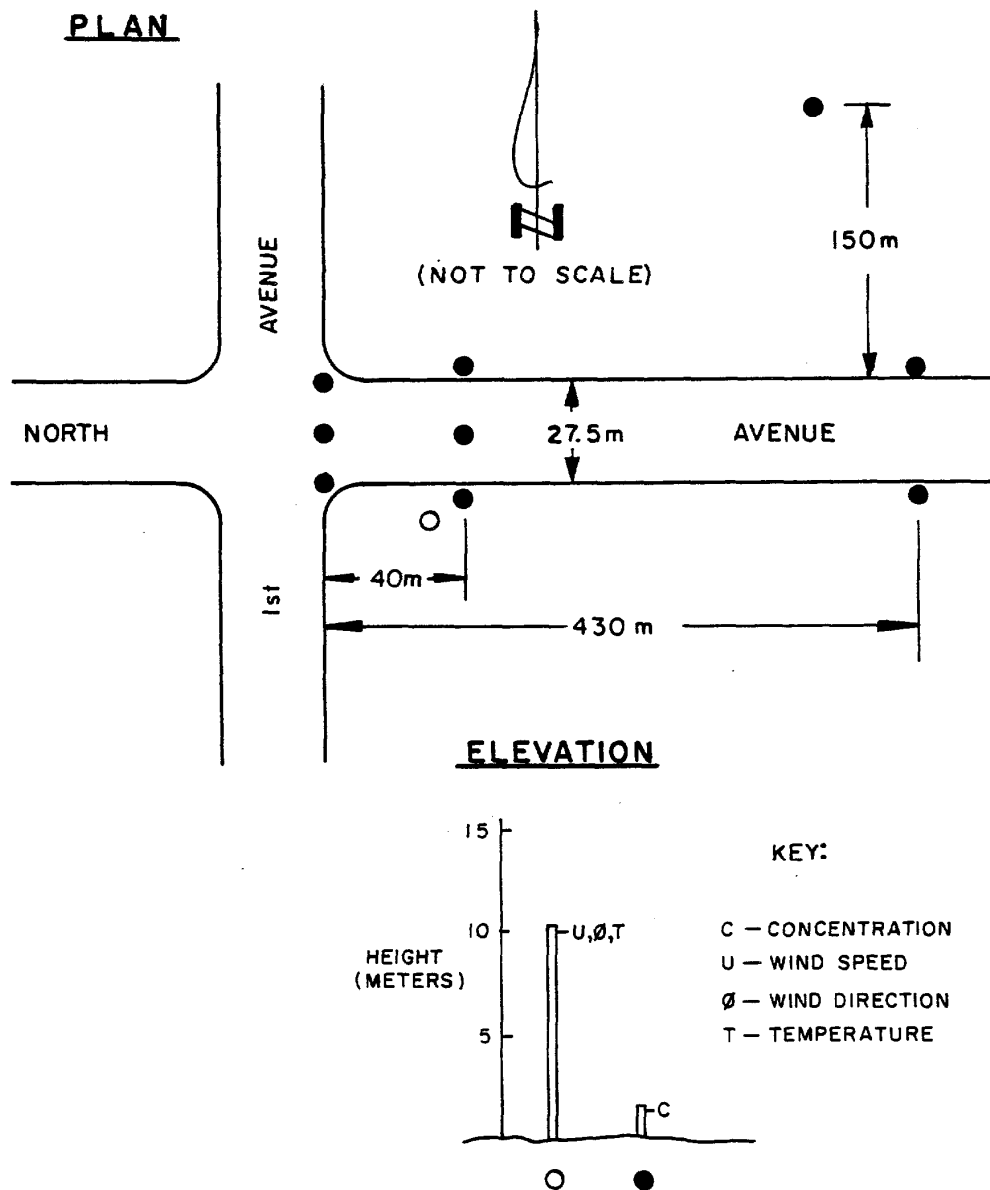 PLAN
N
(NOT TO SCALE)
150m
AVENUE
NORTH
27.5m
AVENUE
40m
1st
430 m
ELEVATION
15
10
5
HEIGHT
(METERS)
U,Ø,T
C
KEY:
C – CONCENTRATION
U – WIND SPEED
Ø – WIND DIRECTION
T – TEMPERATURE